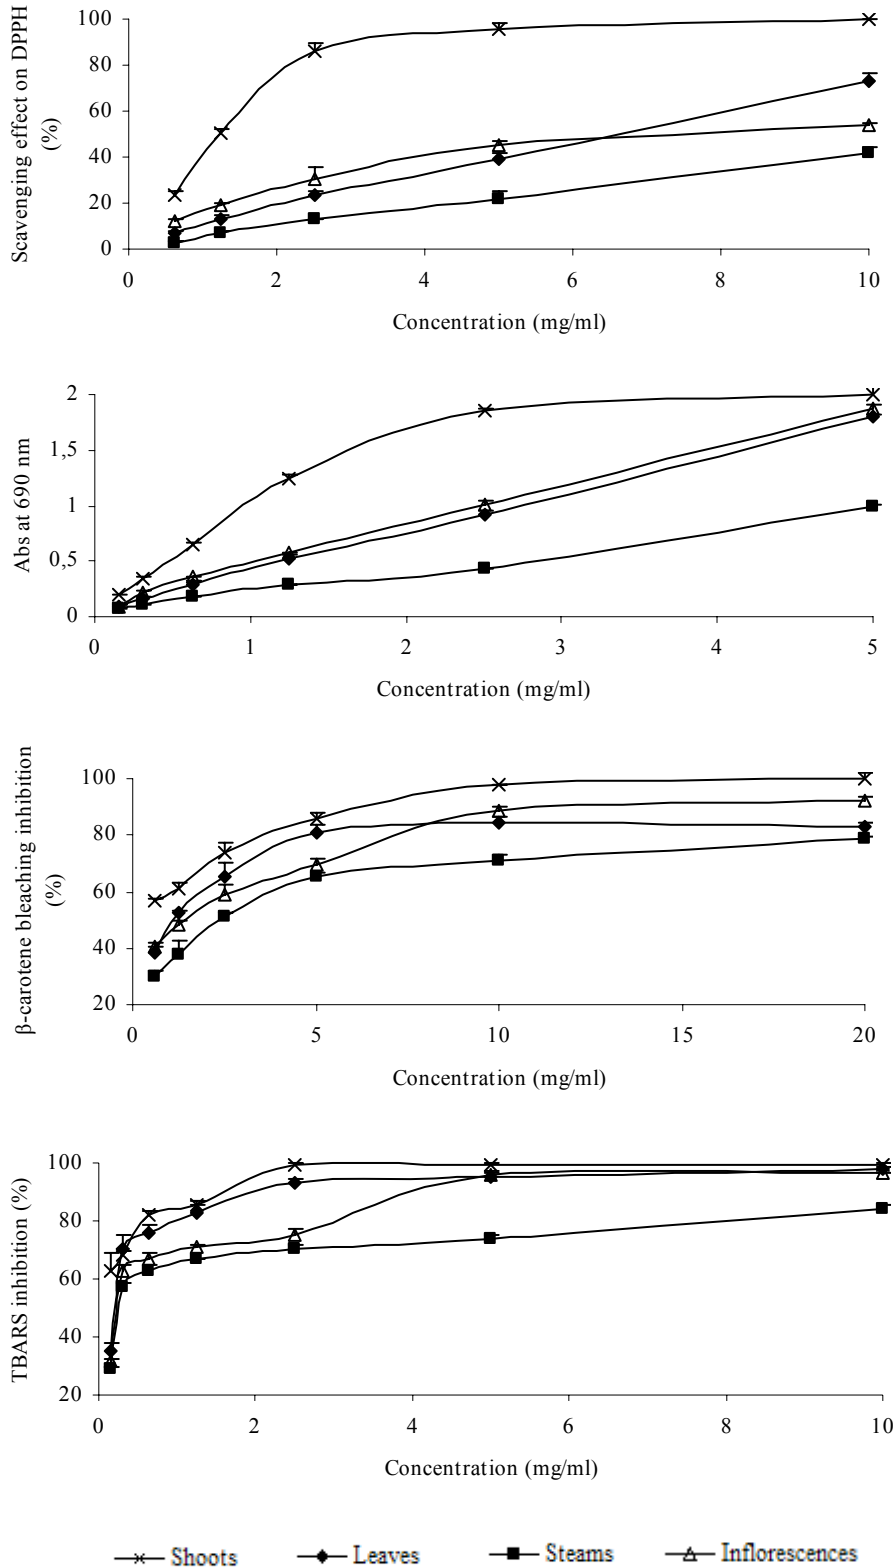 Scavenging effect on DPPH
(%)
100
80
60
40
20
0
0 2 4 6 8 10
Concentration (mg/ml)
Abs at 690 nm
2
1,5
1
0,5
0
0 1 2 3 4 5
Concentration (mg/ml)
β-carotene bleaching inhibition
(%)
100
80
60
40
20
0 5 10 15 20
Concentration (mg/ml)
TBARS inhibition (%)
100
80
60
40
20
0 2 4 6 8 10
Concentration (mg/ml)
Shoots Leaves Steams Inflorescences